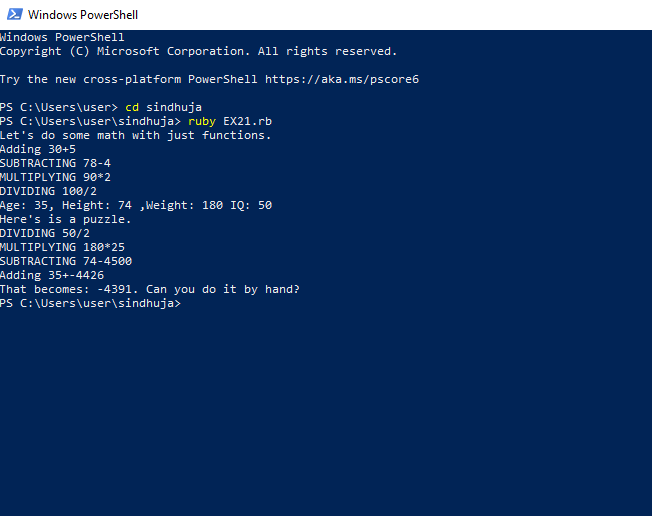 Windows PowerShell
Windows PowerShell
Copyright (C) Microsoft Corporation. All rights reserved.
Try the new cross-platform PowerShell https://aka.ms/pscore6
PS C:\Users\user> cd sindhuja
PS C:\Users\user\sindhuja> ruby EX21.rb
Let's do some math with just functions.
Adding 30+5
SUBTRACTING 78-4
MULTIPLYING 90*2
DIVIDING 100/2
Age: 35, Height: 74 ,Weight: 180 IQ: 50
Here's is a puzzle.
DIVIDING 50/2
MULTIPLYING 180*25
SUBTRACTING 74-4500
Adding 35+-4426
That becomes: -4391. Can you do it by hand?
PS C:\Users\user\sindhuja>